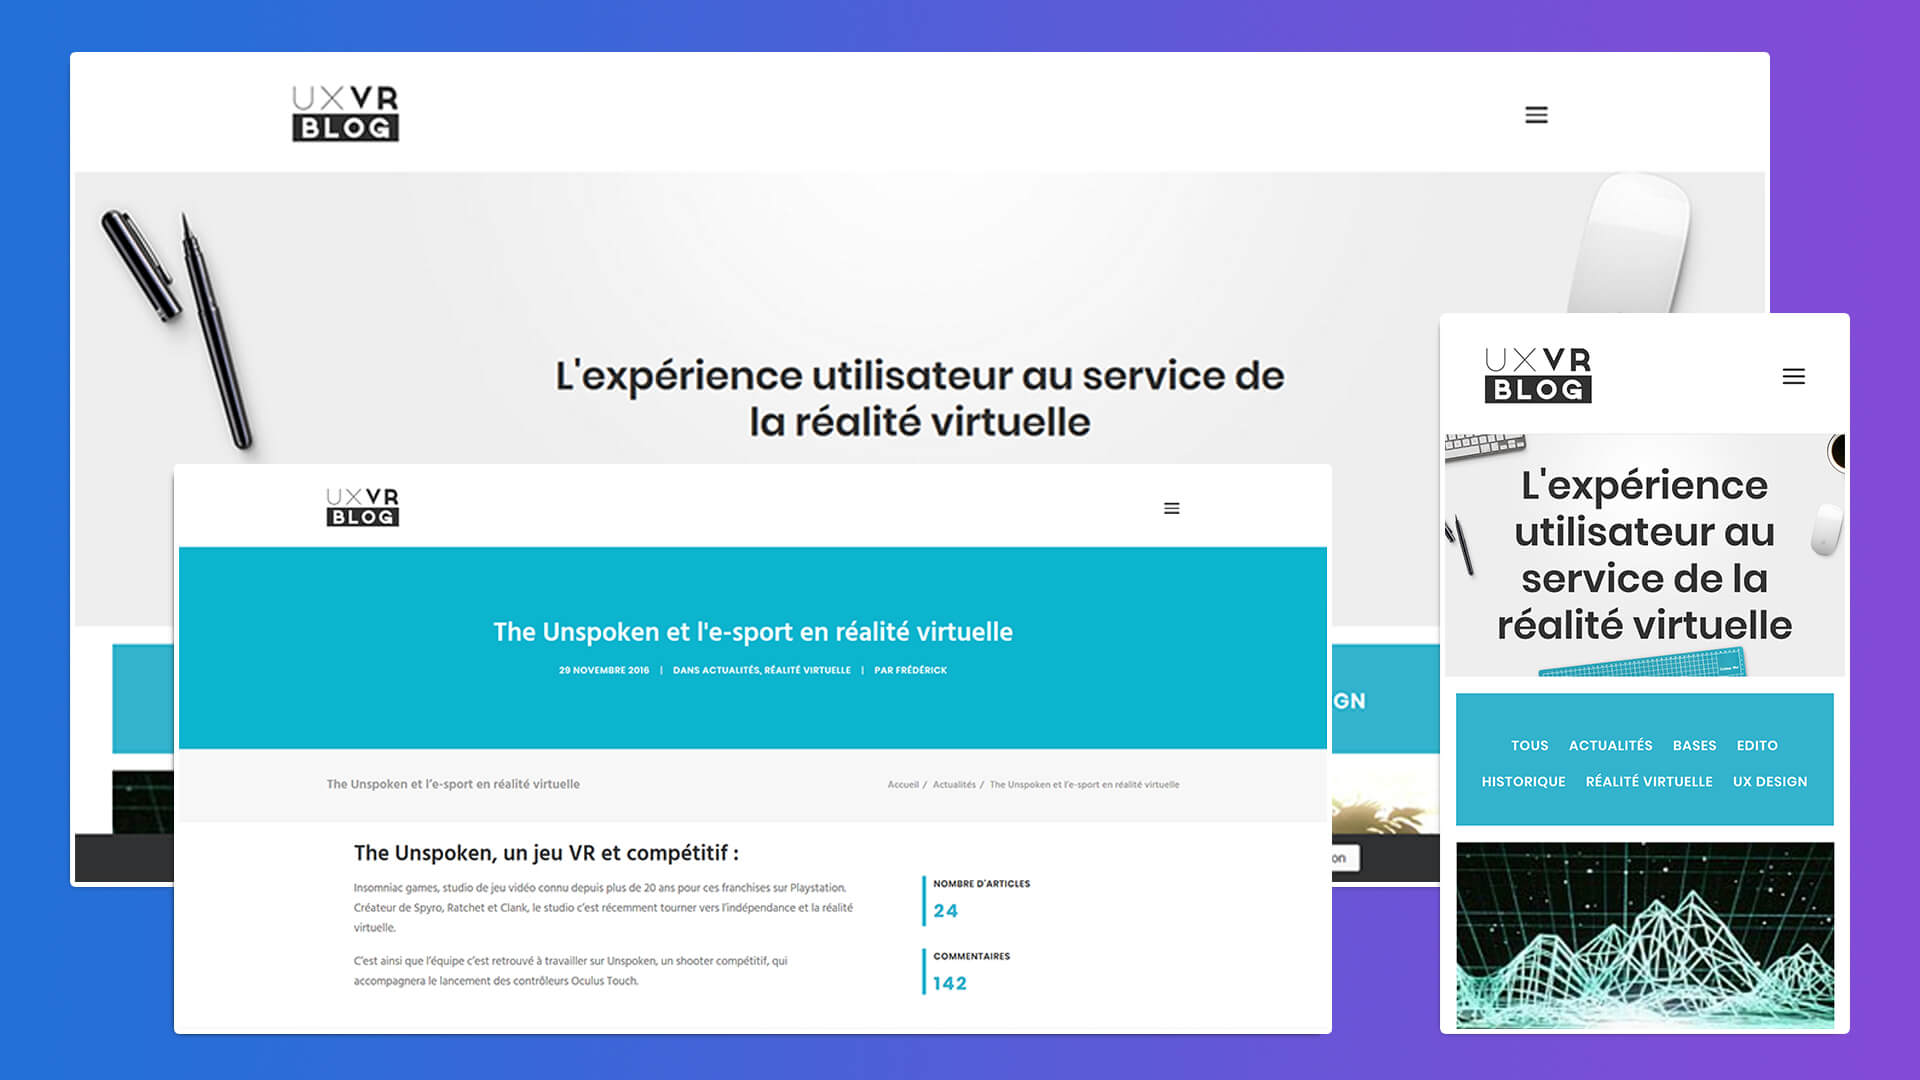 UXVR
BLOG
L'expérience utilisateur au service de
la réalité virtuelle
GN
on
UXVR
BLOG
The Unspoken et l'e-sport en réalité virtuelle
29 NOVEMBRE 2016 | DANS ACTUALITÉS, RÉALITÉ VIRTUELLE | PAR FRÉDÉRICK
The Unspoken et l'e-sport en réalité virtuelle
Accueil / Actualités / The Unspoken et l'e-sport en réalité virtuelle
The Unspoken, un jeu VR et compétitif :
Insomniac games, studio de jeu vidéo connu depuis plus de 20 ans pour ces franchises sur Playstation.
Créateur de Spyro, Ratchet et Clank, le studio c'est récemment tourner vers l'indépendance et la réalité
virtuelle.
C'est ainsi que l'équipe c'est retrouvé à travailler sur Unspoken, un shooter compétitif, qui
accompagnera le lancement des contrôleurs Oculus Touch.
NOMBRE D'ARTICLES
24
COMMENTAIRES
142
UXVR
BLOG
L'expérience
utilisateur au
service de la
réalité virtuelle
TOUS ACTUALITÉS BASES EDITO
HISTORIQUE RÉALITÉ VIRTUELLE UX DESIGN